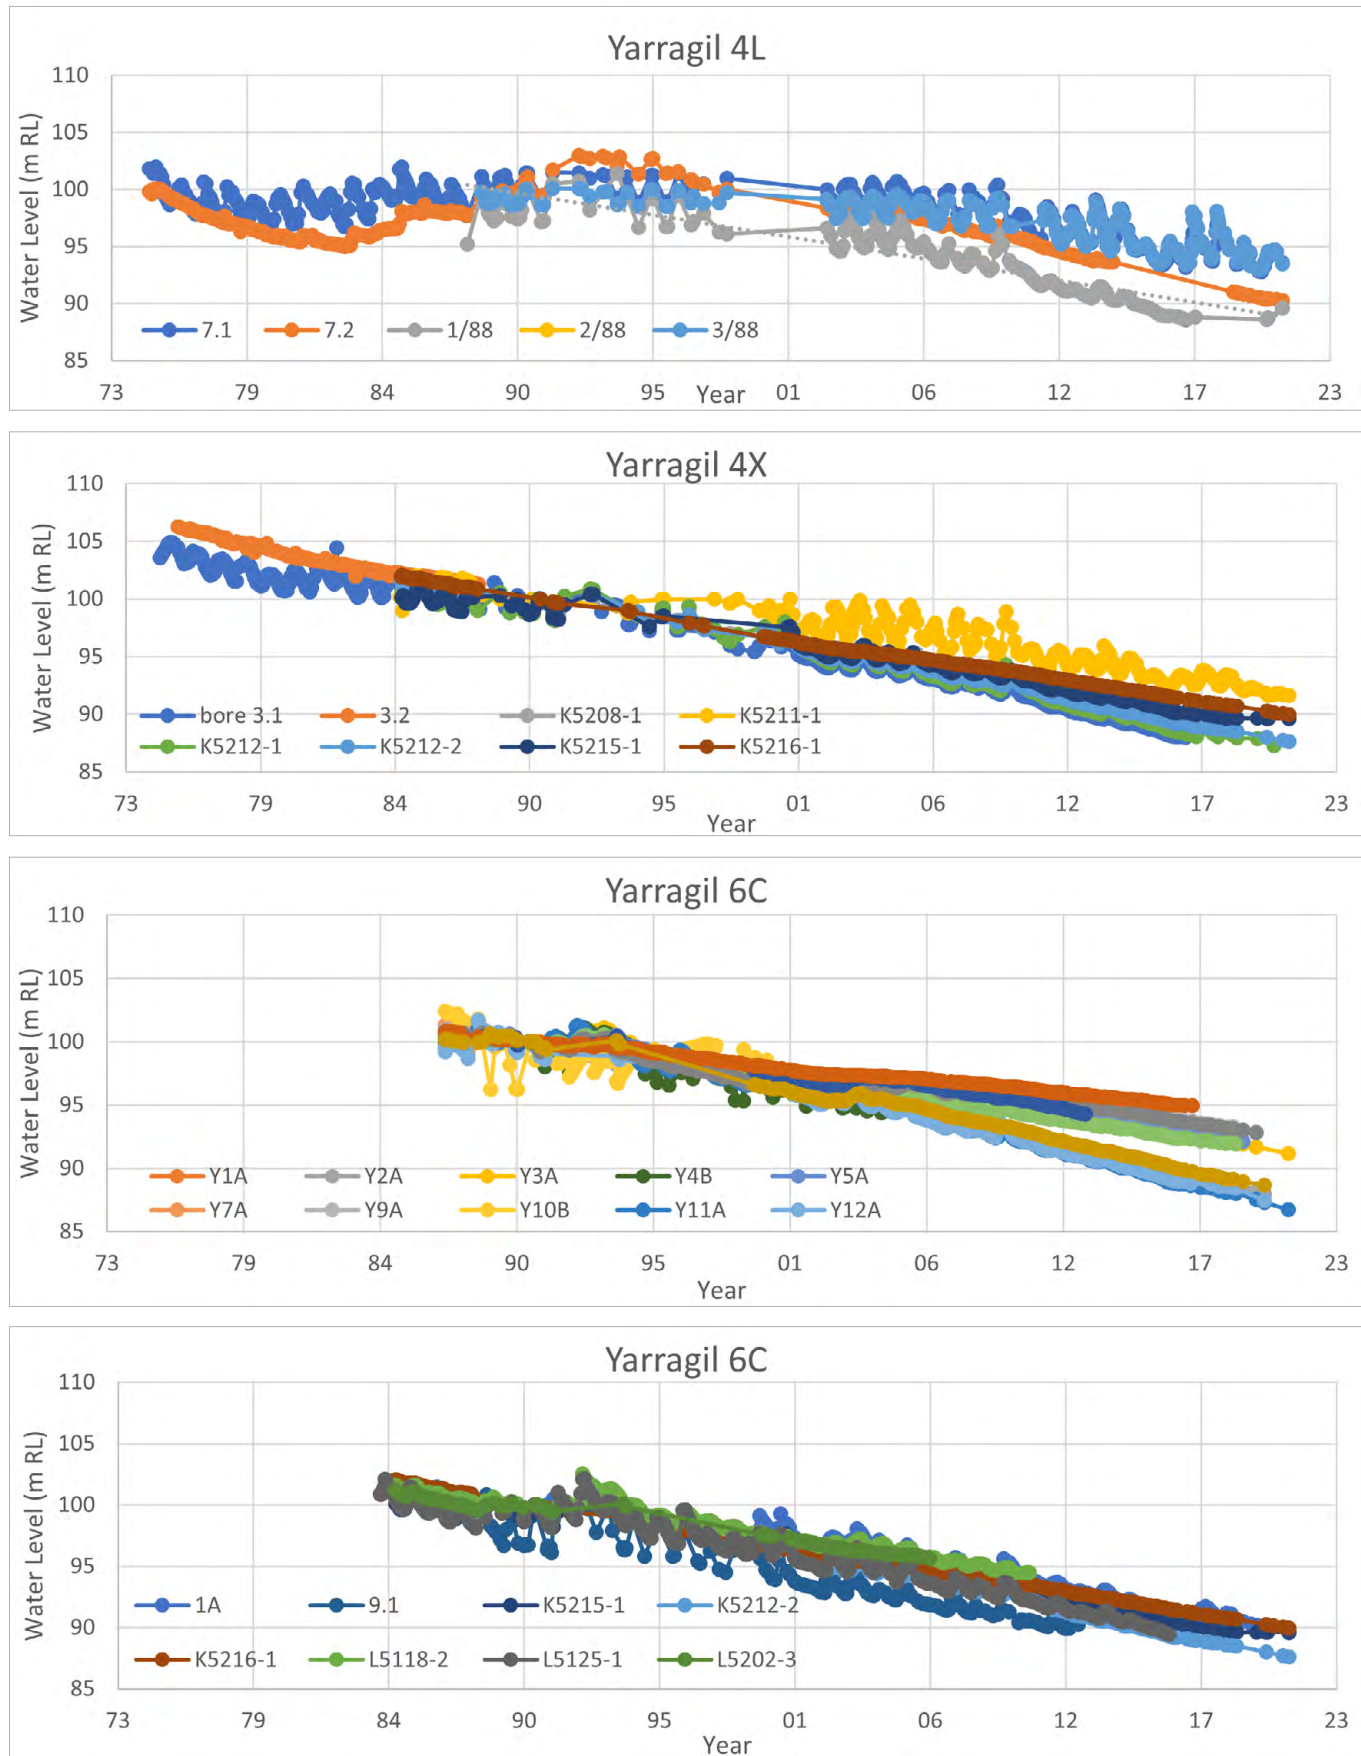 Yarragil 4L
110
105
100
95
90
85
Water Level (m RL)
7.1 7.2 1/88 2/88 3/88
73 79 84 90 95 Year 01 06 12 17 23
Yarragil 4X
110
105
100
95
90
85
Water Level (m RL)
bore 3.1 3.2 K5208-1 K5211-1
K5212-1 K5212-2 K5215-1 K5216-1
73 79 84 90 95 01 06 12 17 23
Year
Yarragil 6C
110
105
100
95
90
85
Water Level (m RL)
Y1A Y2A Y3A Y4B Y5A
Y7A Y9A Y10B Y11A Y12A
73 79 84 90 95 01 06 12 17 23
Year
Yarragil 6C
110
105
100
95
90
85
Water Level (m RL)
1A 9.1 K5215-1 K5212-2
K5216-1 L5118-2 L5125-1 L5202-3
73 79 84 90 95 01 06 12 17 23
Year